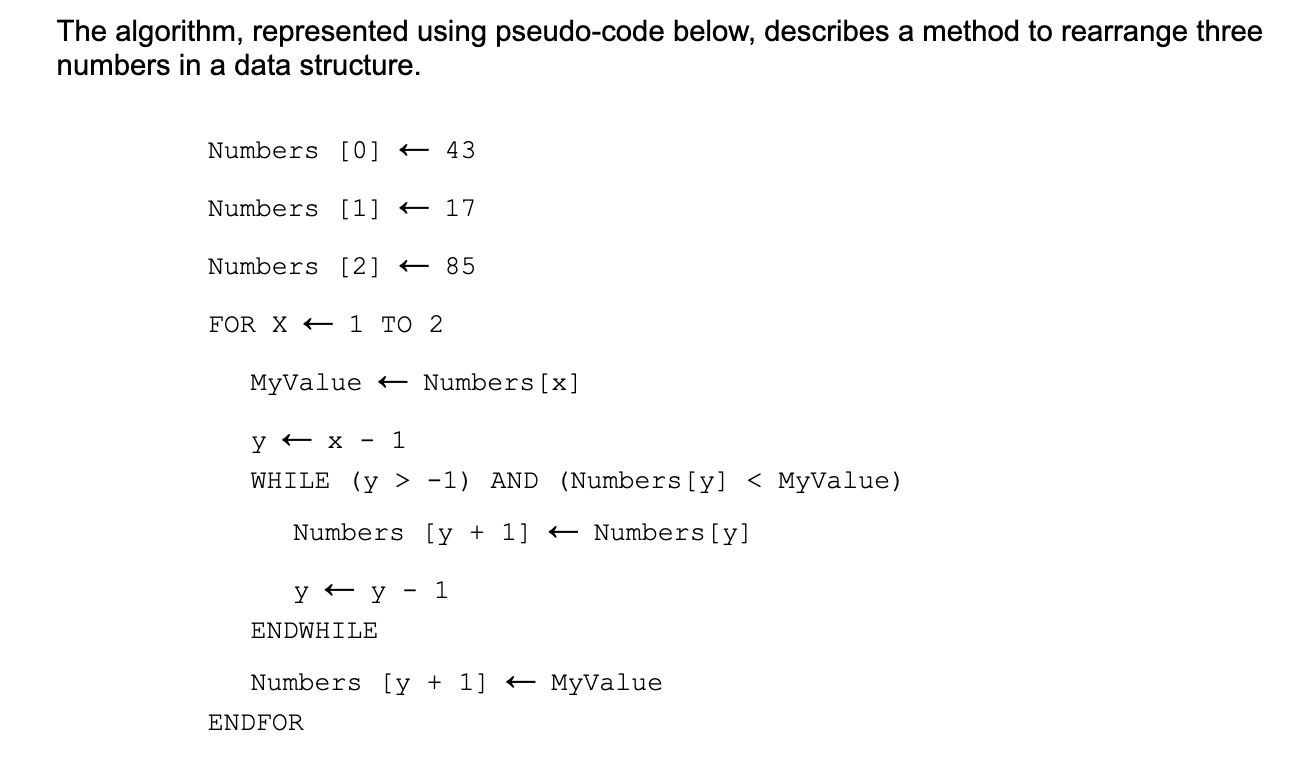 The algorithm, represented using pseudo-code below, describes a method to rearrange three
numbers in a data structure.
Numbers [0] ← 43
Numbers [1] ← 17
Numbers [2] ← 85
FOR X ← 1 TO 2
MyValue ← Numbers[x]
y ← x - 1
WHILE (y > -1) AND (Numbers[y] < MyValue)
Numbers [y + 1] ← Numbers[y]
y ← y - 1
ENDWHILE
Numbers [y + 1] ← MyValue
ENDFOR